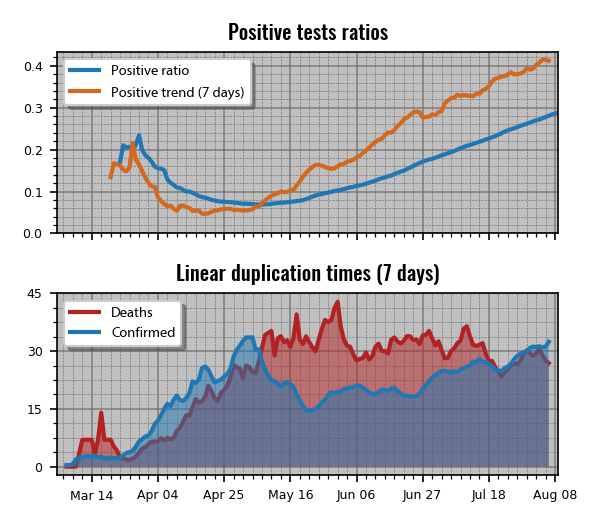 Positive tests ratios
0.4
0.3
0.2
0.1
0.0
Positive ratio
Positive trend (7 days)
Linear duplication times (7 days)
45
30
15
0
Deaths
Confirmed
Mar 14 Apr 04 Apr 25 May 16 Jun 06 Jun 27 Jul 18 Aug 08